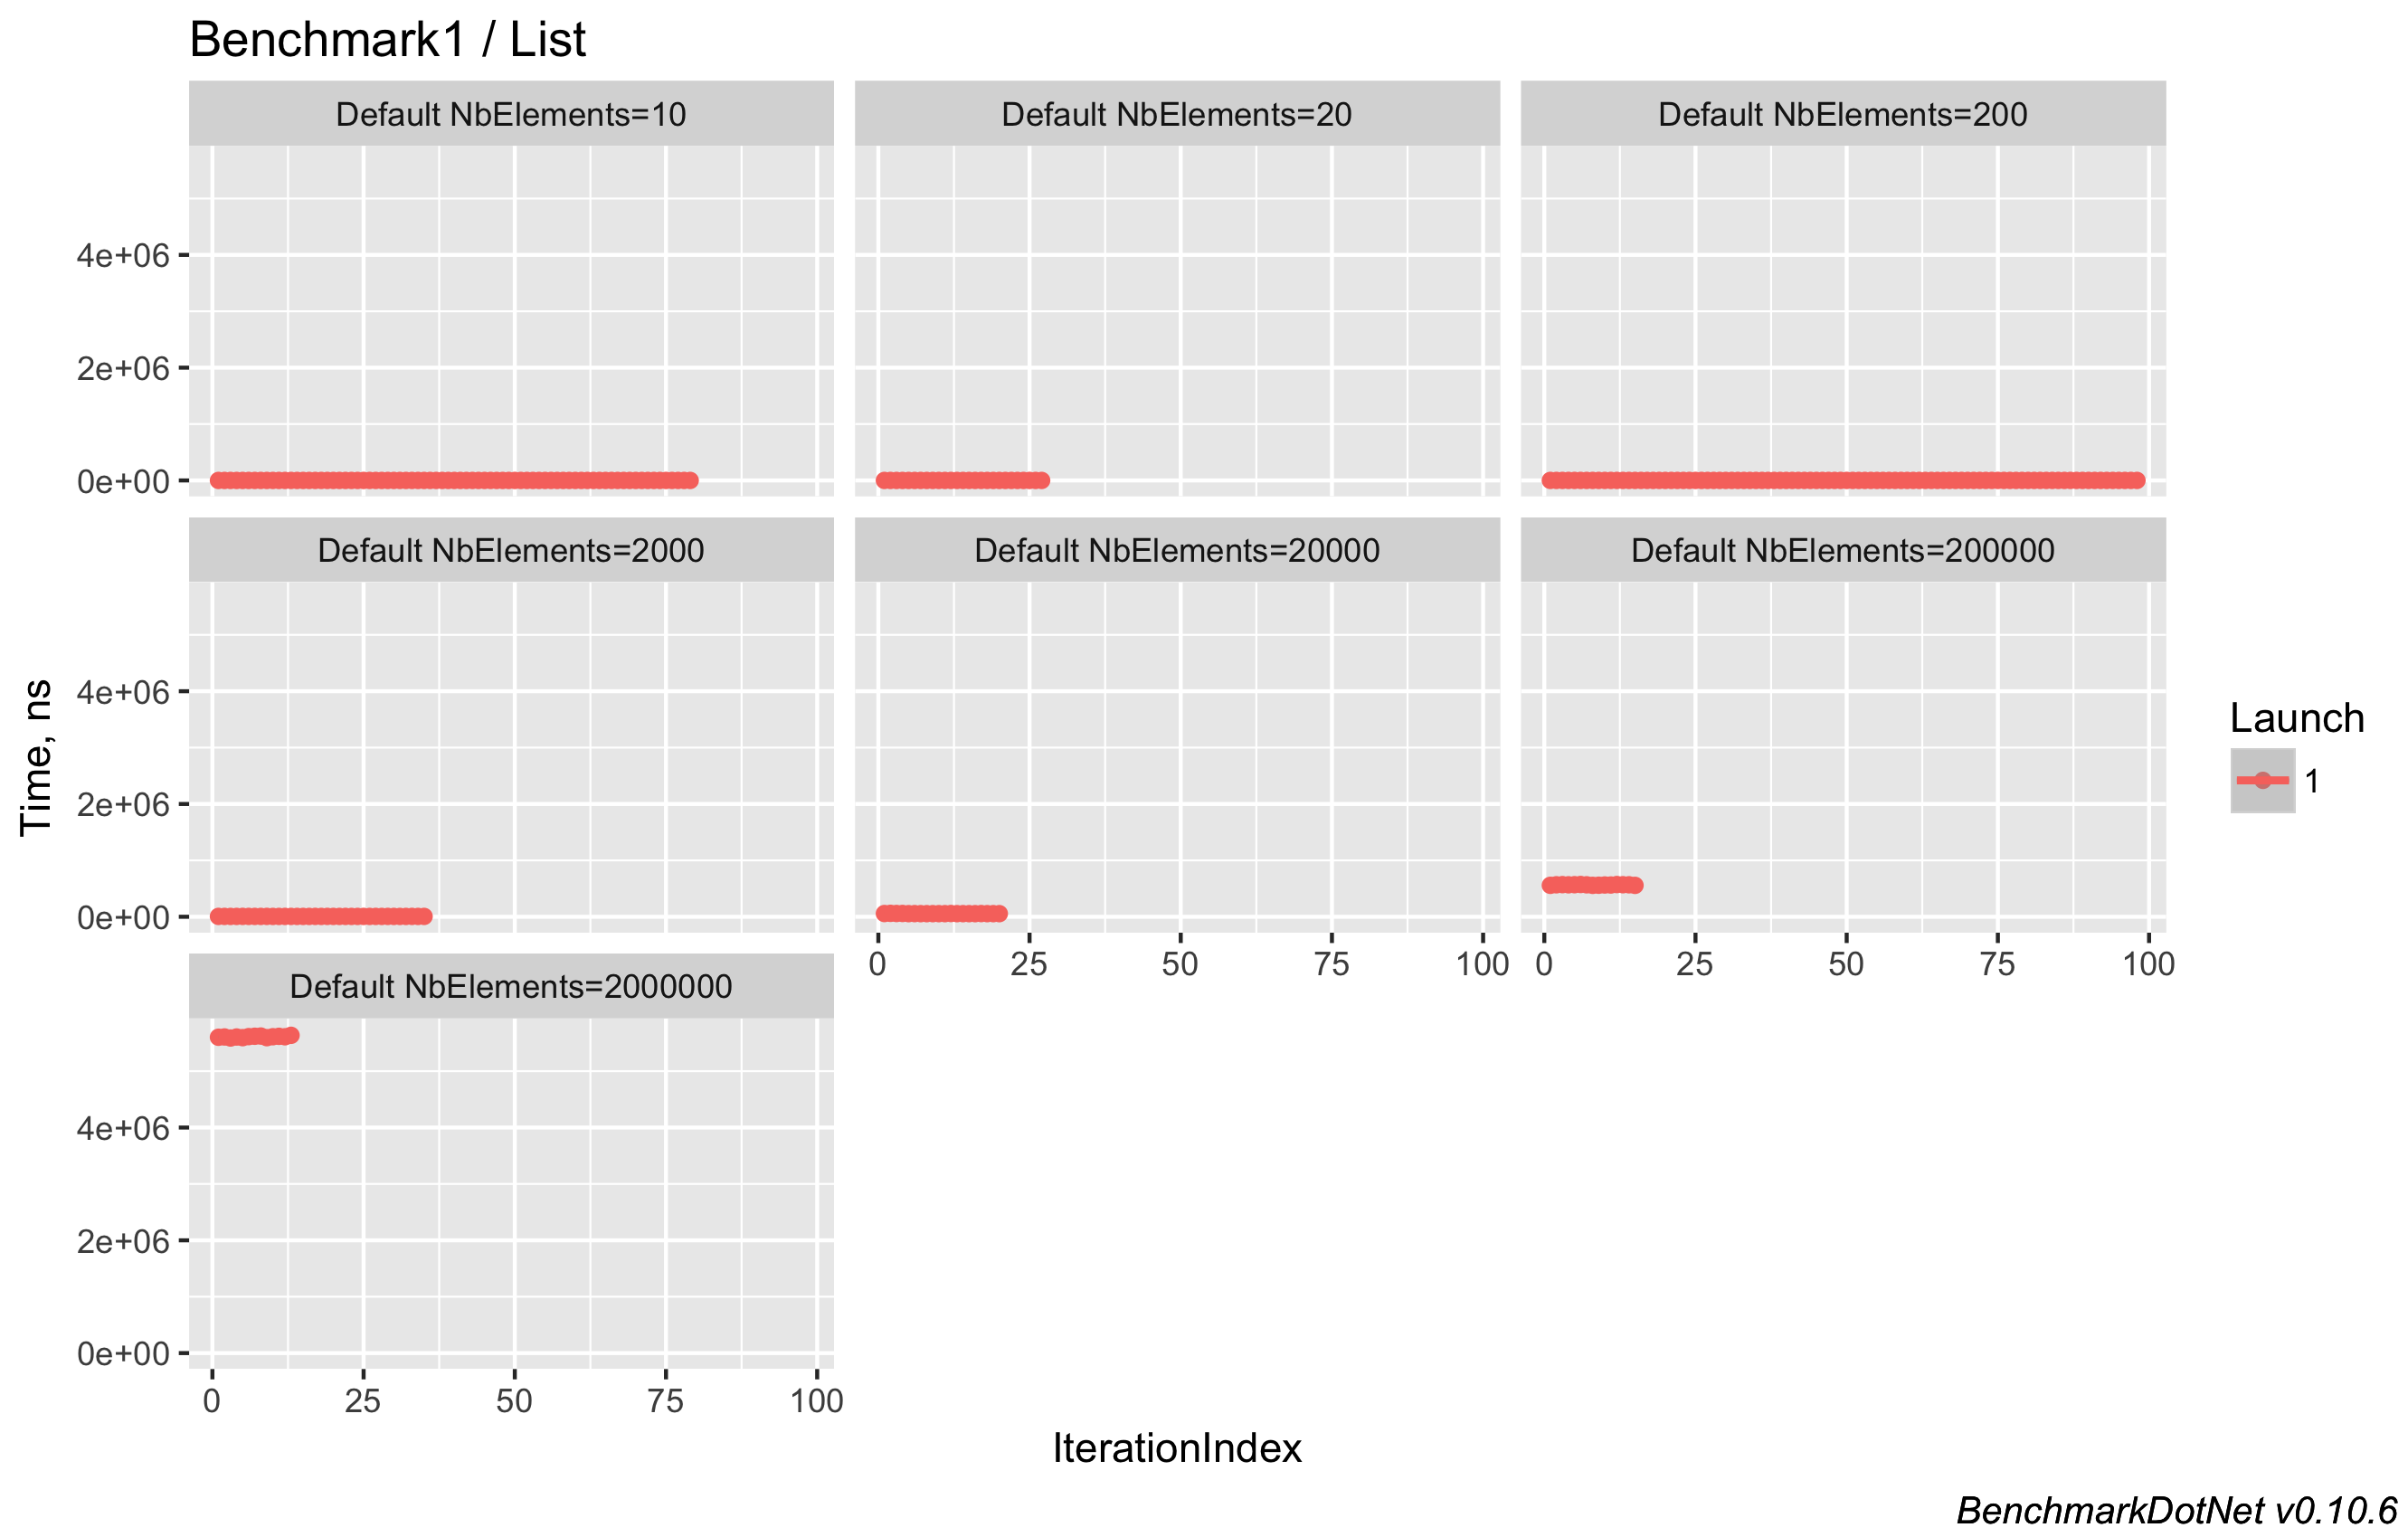 Benchmark1 / List
Default NbElements=10
Default NbElements=20
Default NbElements=200
4e+06
2e+06
0e+00
Default NbElements=2000
Default NbElements=20000
Default NbElements=200000
4e+06
2e+06
0e+00
0 25 50 75 100
0 25 50 75 100
Default NbElements=2000000
4e+06
2e+06
0e+00
0 25 50 75 100
Time, ns
IterationIndex
Launch
1
BenchmarkDotNet v0.10.6